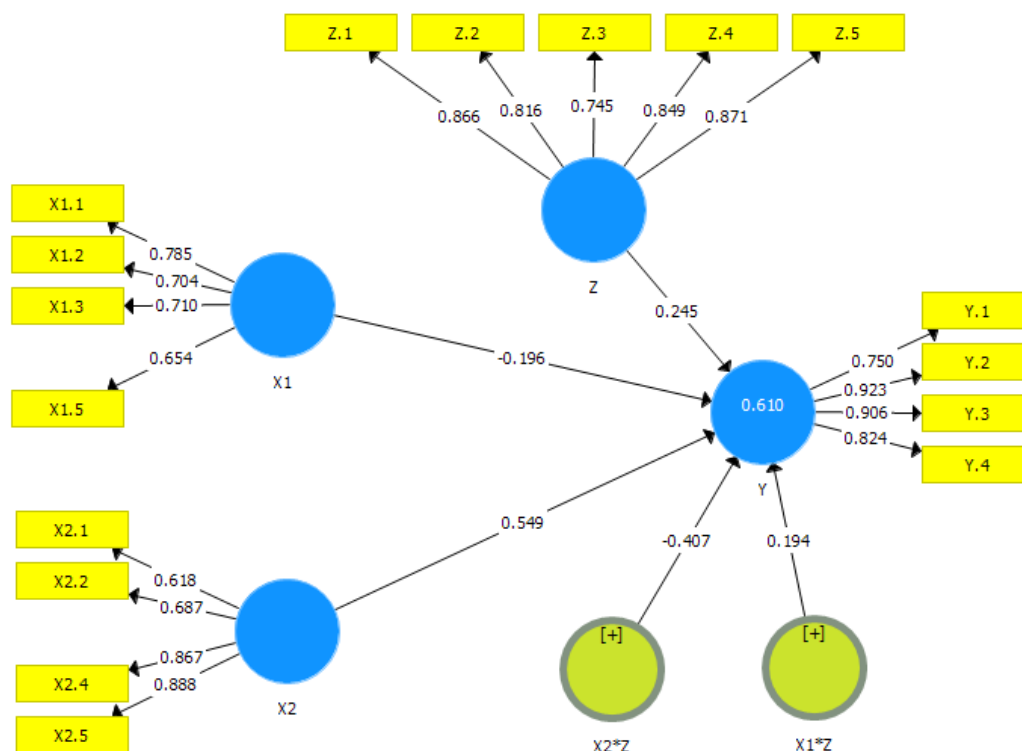 Z.1 Z.2 Z.3 Z.4 Z.5
0.866 0.816 0.745 0.849 0.871
Z
X1.1
X1.2
X1.3
X1.5
0.785
0.704
0.710
0.654
X1
-0.196
0.245
Y.1
Y.2
Y.3
Y.4
0.750
0.923
0.906
0.824
0.610
Y
X2.1
X2.2
X2.4
X2.5
0.618
0.687
0.867
0.888
X2
0.549
-0.407
0.194
[+] [+]
X2*Z X1*Z